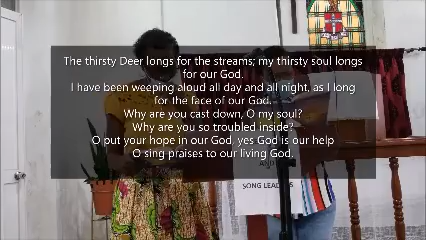 The thirsty Deer longs for the streams; my thirsty soul longs
for our God.
I have been weeping aloud all day and all night, as I long
for the face of our God.
Why are you cast down, O my soul?
Why are you so troubled inside?
O put your hope in our God, yes God is our help
O sing praises to our living God.
SONG LEADERS